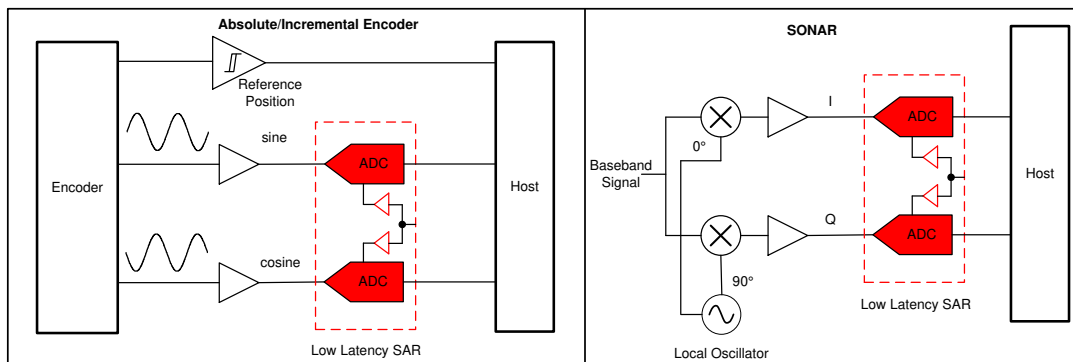 Absolute/Incremental Encoder
Reference
Position
sine
ADC
Encoder
Host
cosine
ADC
Low Latency SAR
SONAR
I
ADC
0°
Baseband
Signal
Host
Q
ADC
90°
Low Latency SAR
Local Oscillator